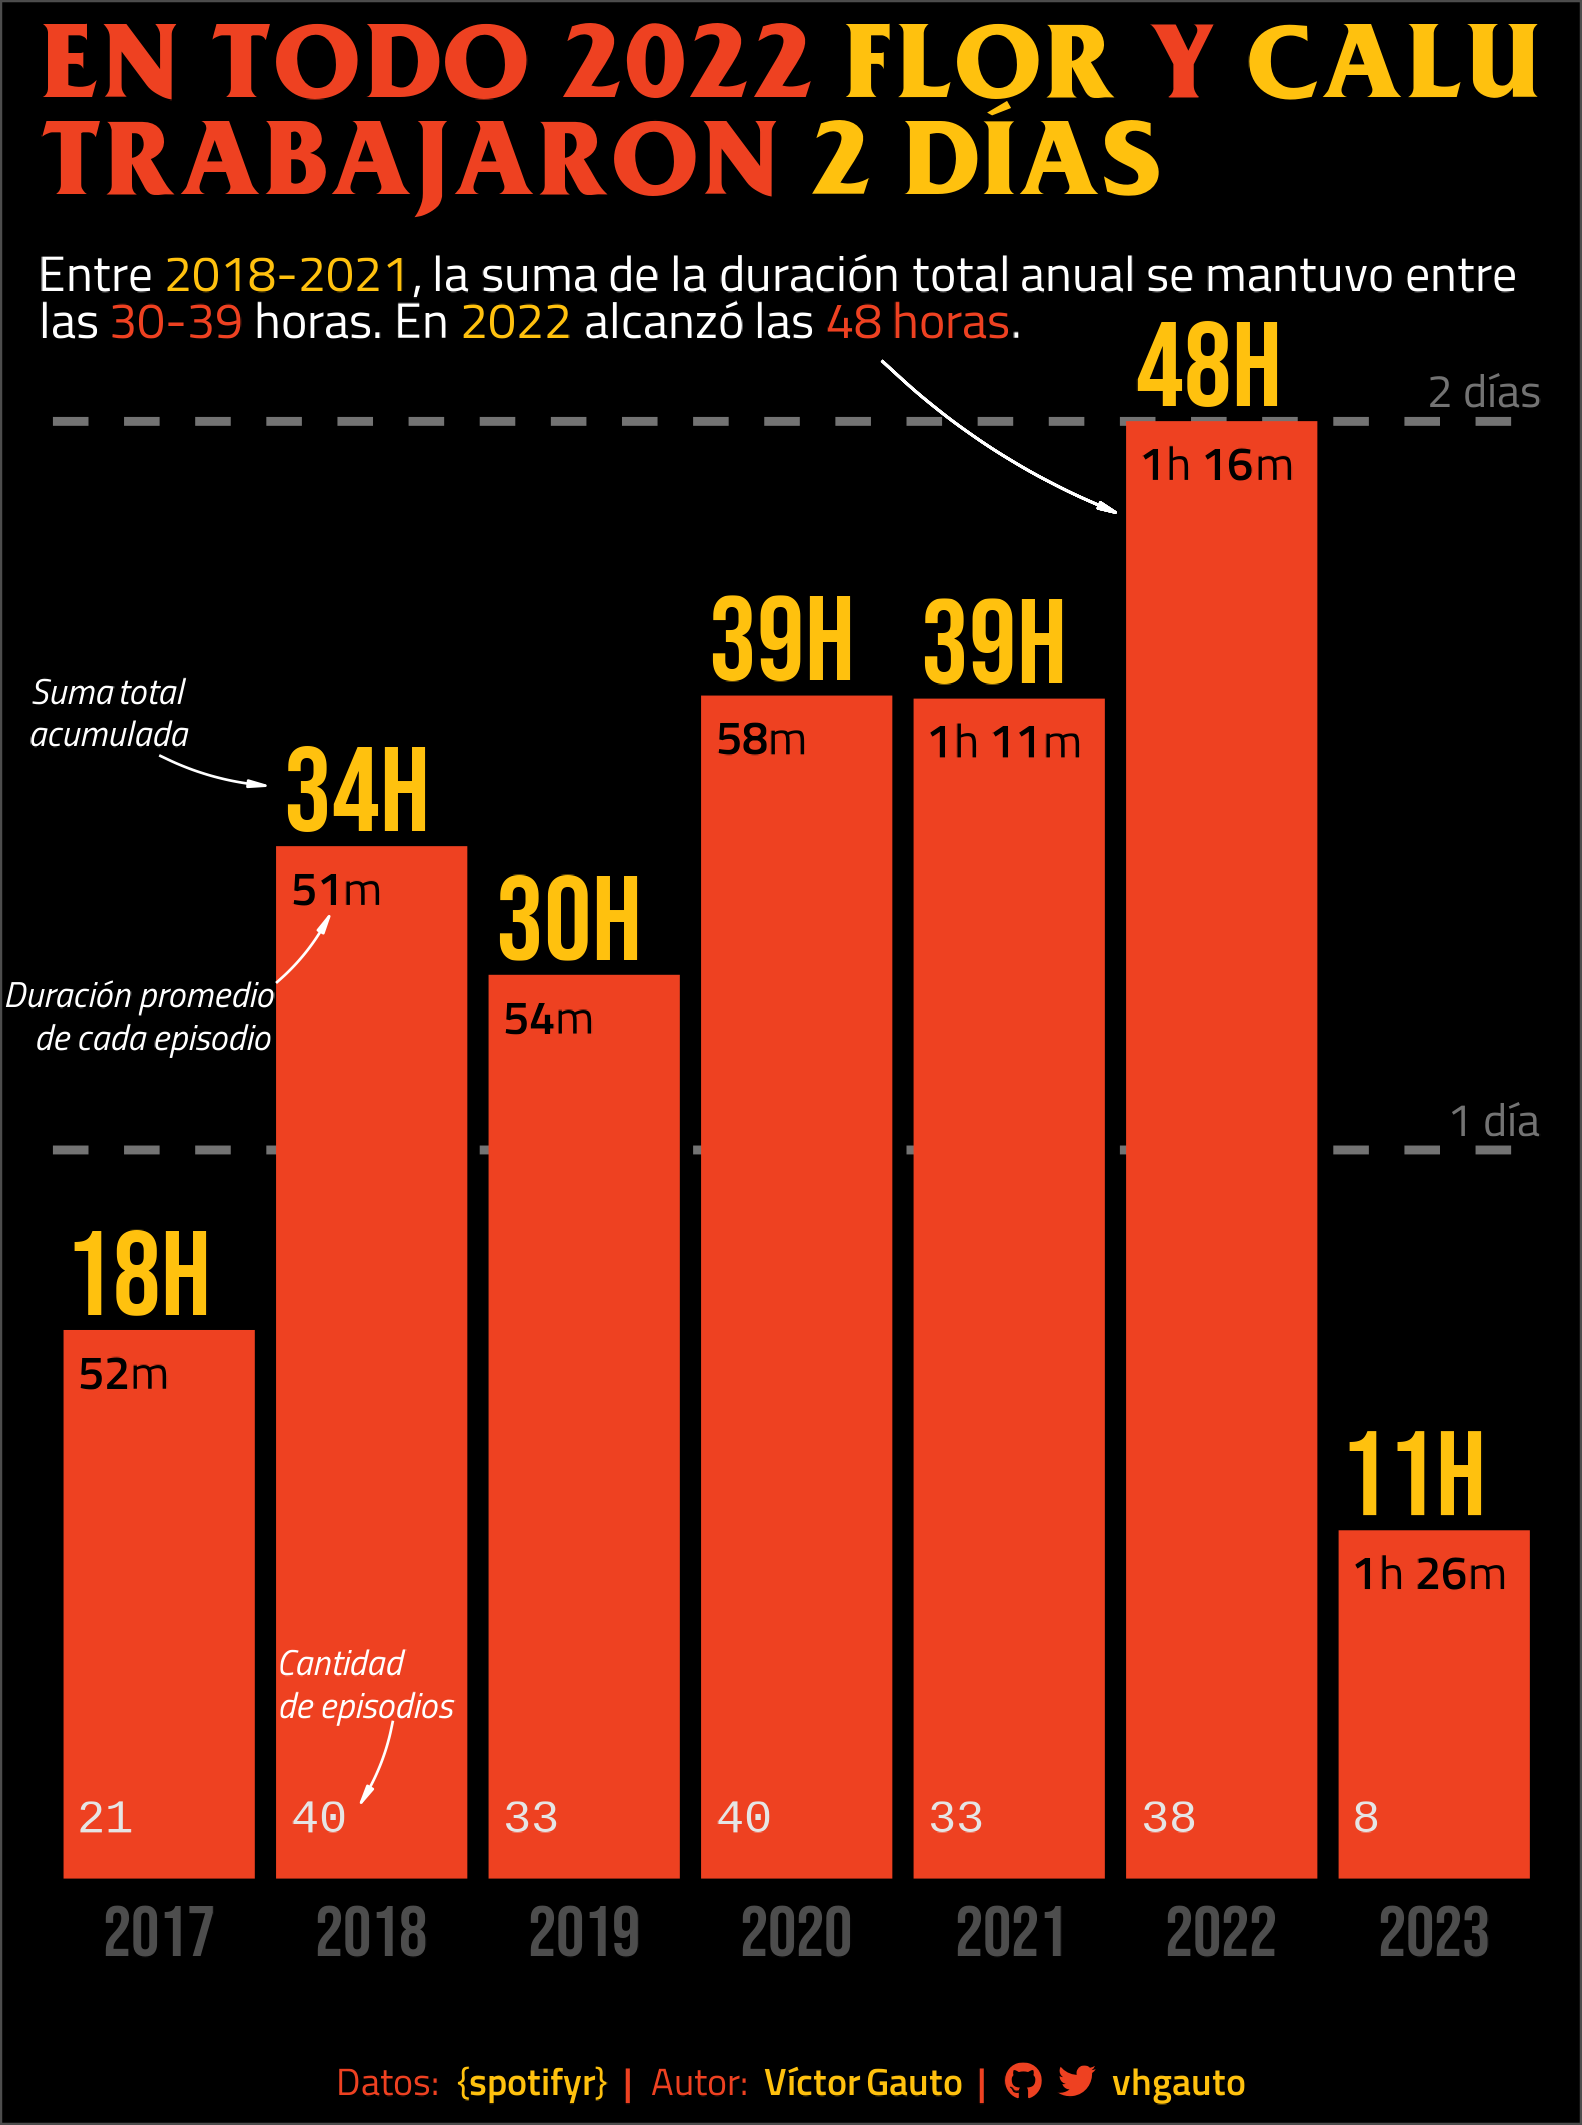 EN TODO 2022 FLOR Y CALU
TRABAJARON 2 DÍAS
Entre 2018-2021, la suma de la duración total anual se mantuvo entre
las 30-39 horas. En 2022 alcanzó las 48 horas.
48H
2 días
1h 16m
39H
39H
58m
1h 11m
Suma total
acumulada
34H
51m
30H
54m
Duración promedio
de cada episodio
1 día
18H
52m
11H
1h 26m
Cantidad
de episodios
21
40
33
40
33
38
8
2017
2018
2019
2020
2021
2022
2023
Datos: {spotifyr} | Autor: Víctor Gauto | vhgauto